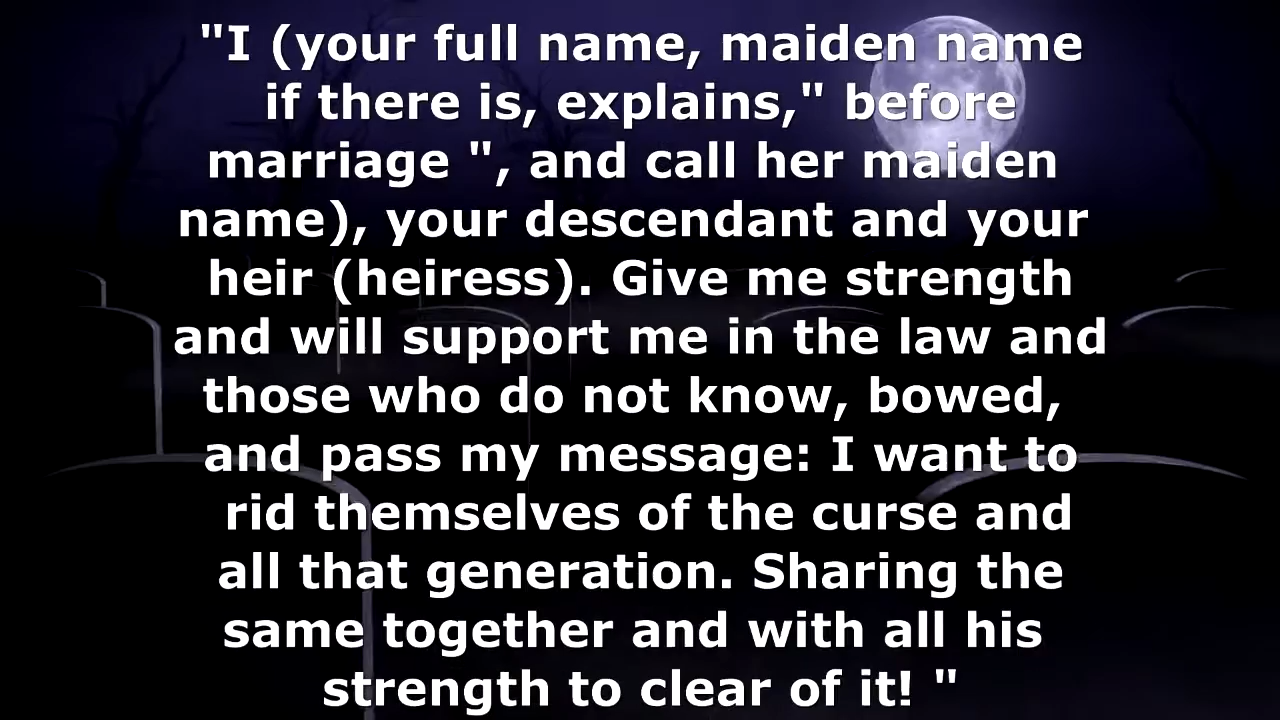 "I (your full name, maiden name
if there is, explains," before
marriage ", and call her maiden
name), your descendant and your
heir (heiress). Give me strength
and will support me in the law and
those who do not know, bowed,
and pass my message: I want to
rid themselves of the curse and
all that generation. Sharing the
same together and with all his
strength to clear of it! "